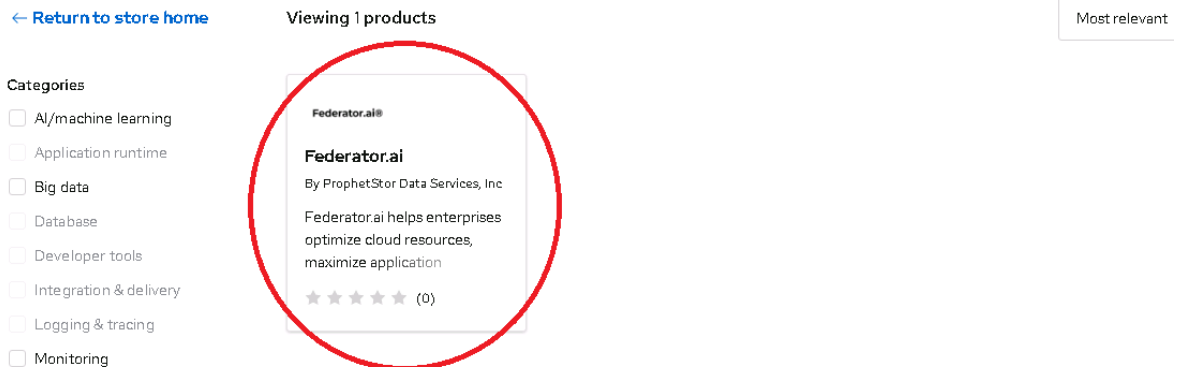 ← Return to store home
Viewing 1 products
Most relevant
Categories
AI/machine learning
Application runtime
Big data
Database
Developer tools
Integration & delivery
Logging & tracing
Monitoring
Federator.ai®
Federator.ai
By ProphetStor Data Services, Inc
Federator.ai helps enterprises
optimize cloud resources,
maximize application
(0)